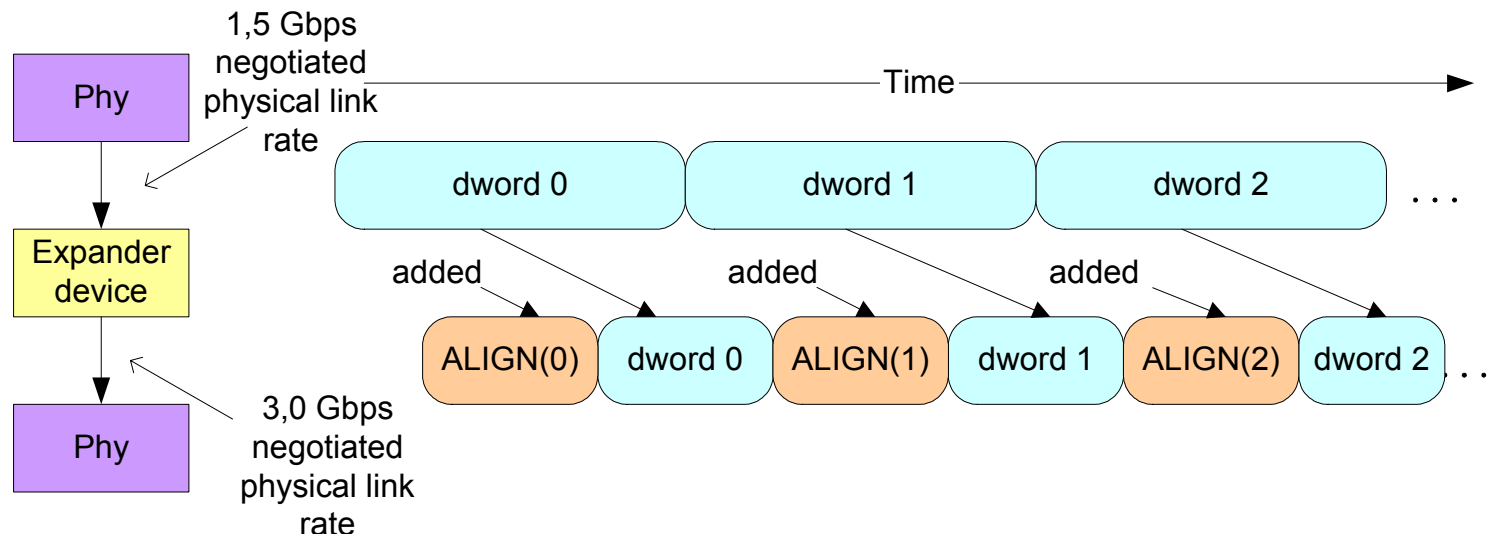 Phy
1,5 Gbps
negotiated
physical link
rate
Expander
device
3,0 Gbps
negotiated
physical link
rate
Phy
Time
dword 0
dword 1
dword 2
. . .
added
added
added
ALIGN(0)
dword 0
ALIGN(1)
dword 1
ALIGN(2)
dword 2
. . .